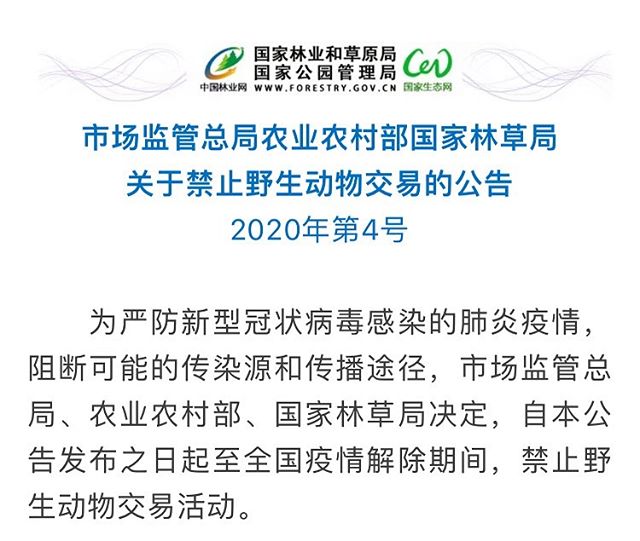 国家林业和草原局
国家公园管理局
中国林业网
WWW.FORESTRY.GOV.CN
国家生态网
市场监管总局农业农村部国家林草局
关于禁止野生动物交易的公告
2020年第4号
为严防新型冠状病毒感染的肺炎疫情，
阻断可能的传染源和传播途径，市场监管总
局、农业农村部、国家林草局决定，自本公
告发布之日起至全国疫情解除期间，禁止野
生动物交易活动。